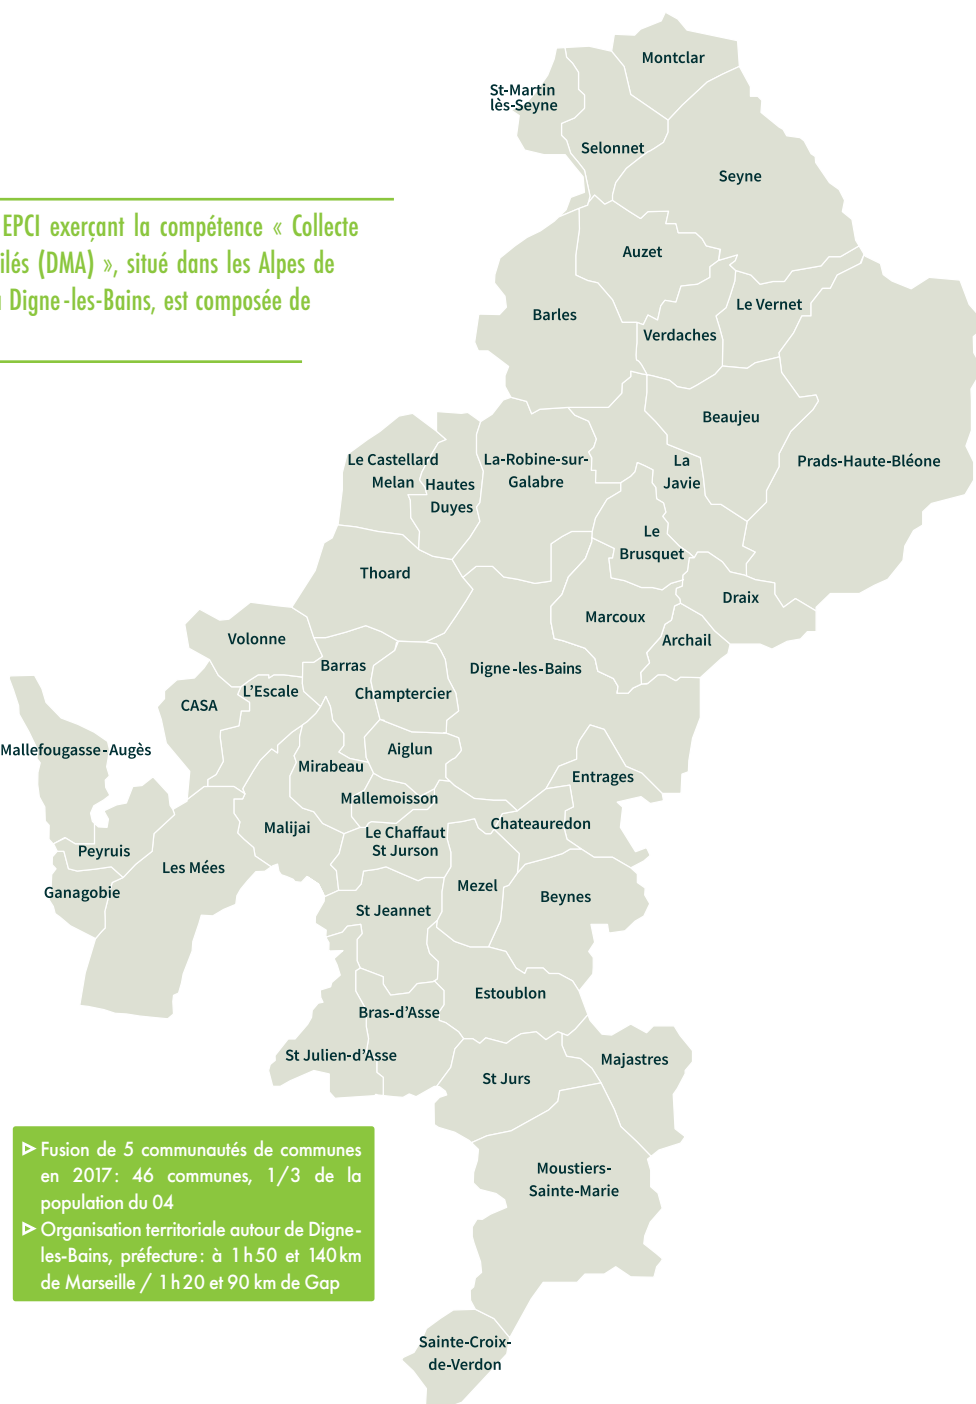 Montclar
St-Martin
lès-Seyne
Selonnet
Seyne
EPCI exerçant la compétence « Collecte
ilés (DMA) », situé dans les Alpes de
à Digne-les-Bains, est composée de
Auzet
Le Vernet
Barles
Verdaches
Beaujeu
Le Castellard
Melan
Hautes
Duyes
La-Robine-sur-
Galabre
La
Javie
Prads-Haute-Bléone
Le
Brusquet
Thoard
Draix
Marcoux
Archail
Volonne
Barras
Digne-les-Bains
L'Escale
Champtercier
CASA
Mallefougasse-Augès
Aiglun
Mirabeau
Entrages
Mallemoisson
Malijai
Le Chaffaut
St Jurson
Chateauredon
Peyruis
Les Mées
Ganagobie
Mezel
Beynes
St Jeannet
Estoublon
Bras-d'Asse
St Julien-d'Asse
Majastres
St Jurs
Moustiers-
Sainte-Marie
Fusion de 5 communautés de communes
en 2017: 46 communes, 1/3 de la
population du 04
Organisation territoriale autour de Digne-
les-Bains, préfecture: à 1h50 et 140km
de Marseille / 1h20 et 90 km de Gap
Sainte-Croix-
de-Verdon